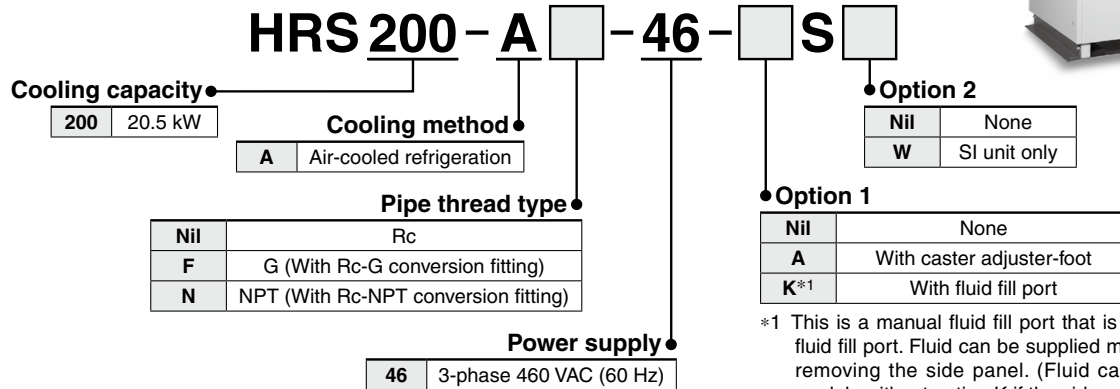 HRS 200 - A - 46 - S
Cooling capacity
200 20.5 kW
Cooling method
A Air-cooled refrigeration
Pipe thread type
Nil Rc
F G (With Rc-G conversion fitting)
N NPT (With Rc-NPT conversion fitting)
Power supply
46 3-phase 460 VAC (60 Hz)
Option 2
Nil None
W SI unit only
Option 1
Nil None
A With caster adjuster-foot
K*1 With fluid fill port
*1 This is a manual fluid fill port that is
fluid fill port. Fluid can be supplied m
removing the side panel. (Fluid ca